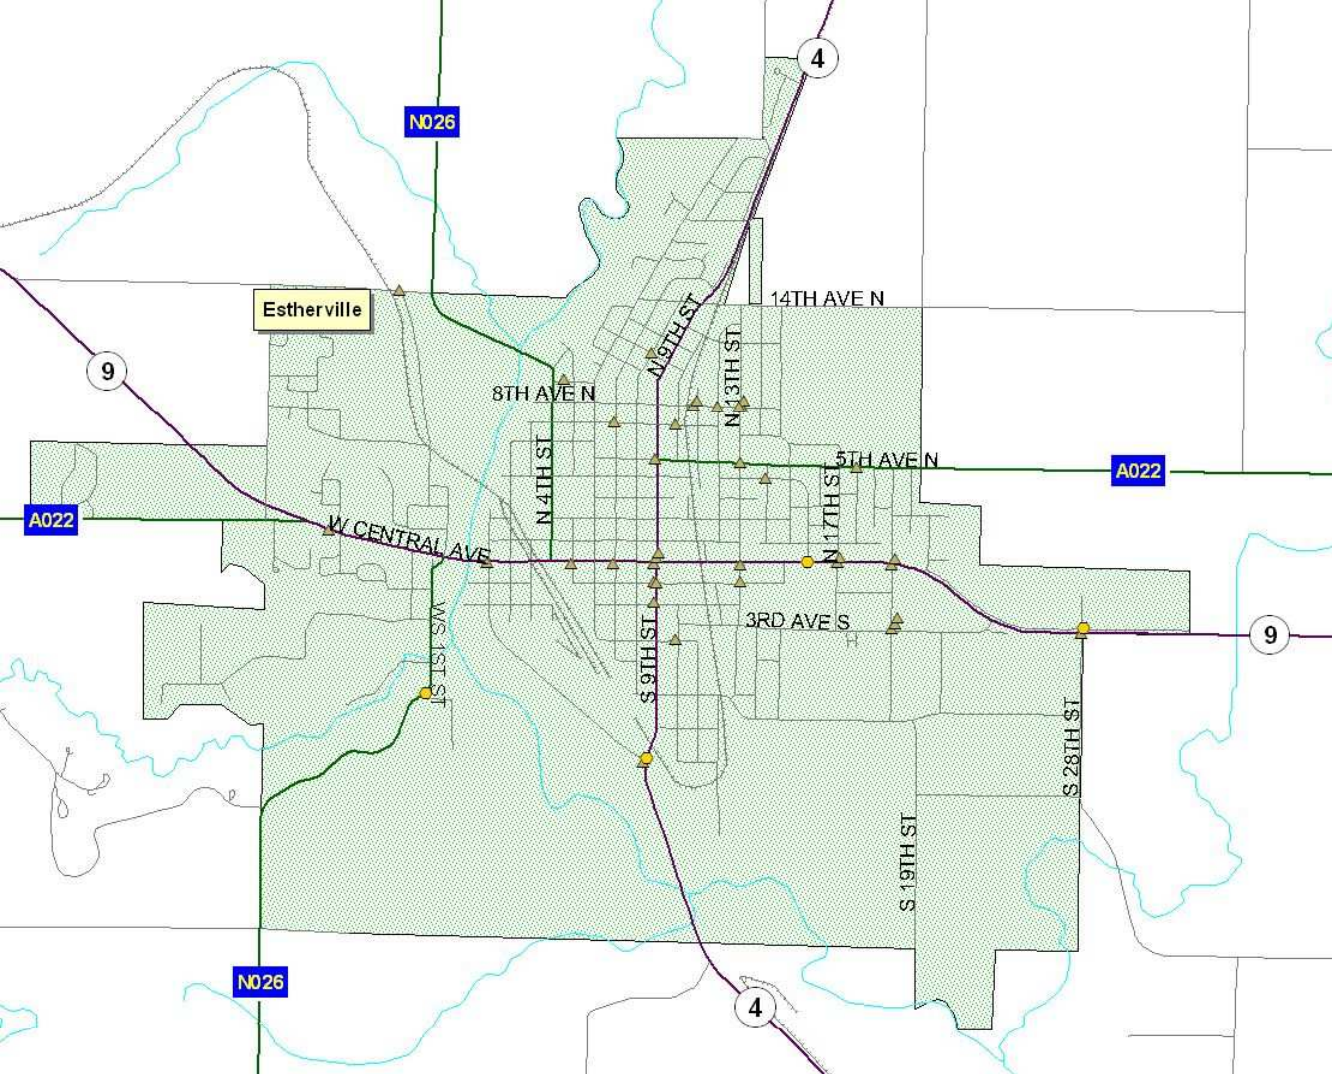 4
N026
14TH AVE N
Estherville
N 9TH ST
N 13TH ST
9
8TH AVE N
5TH AVE N
A022
N 4TH ST
N 17TH ST
A022
W CENTRAL AVE
WS 1ST ST
3RD AVE S
9
S 9TH ST
S 28TH ST
S 19TH ST
N026
4